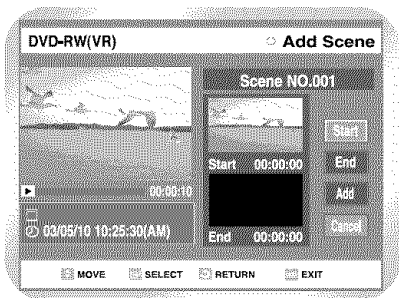 DVD-RW(VR)
Add Scene
Scene NO.001
Start 00:00:00
Start
End
Add
Cancel
00:00:10
03/05/10 10:25:30(AM)
End 00:00:00
MOVE SELECT RETURN EXIT